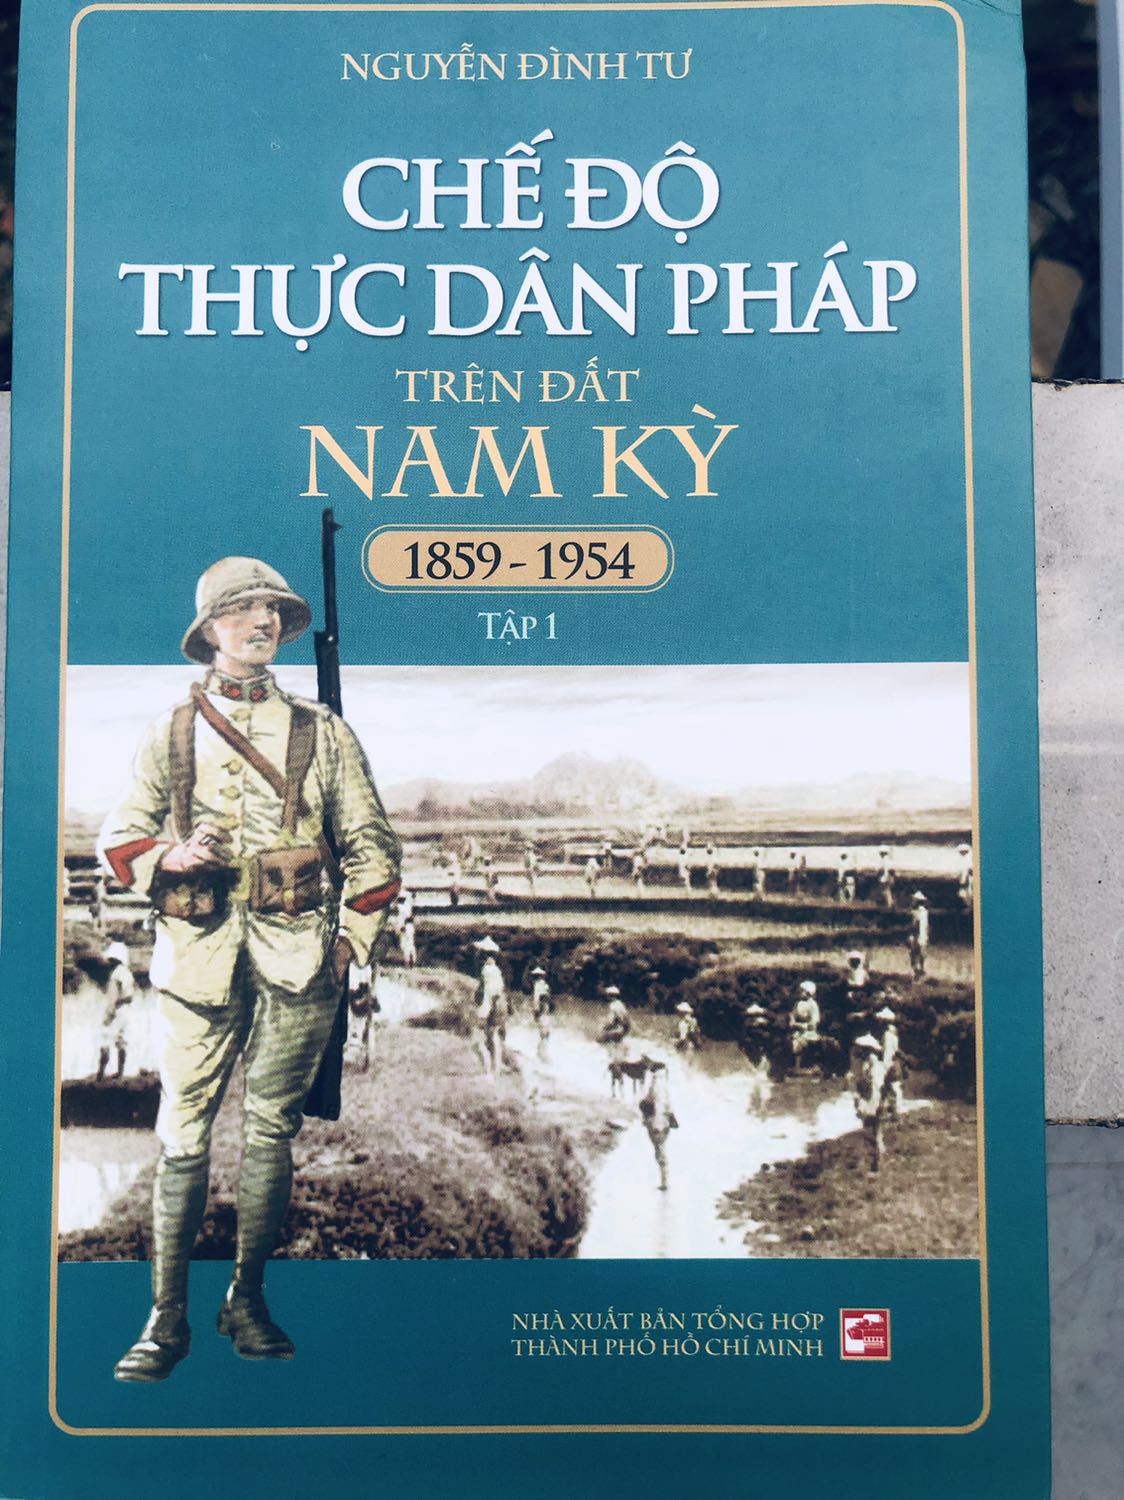 NGUYỄN ĐÌNH TƯ
CHẾ ĐỘ
THỰC DÂN PHÁP
TRÊN ĐẤT
NAM KỲ
1859 - 1954
TẬP 1
NHÀ XUẤT BẢN TỔNG HỢP
THÀNH PHỐ HỒ CHÍ MINH